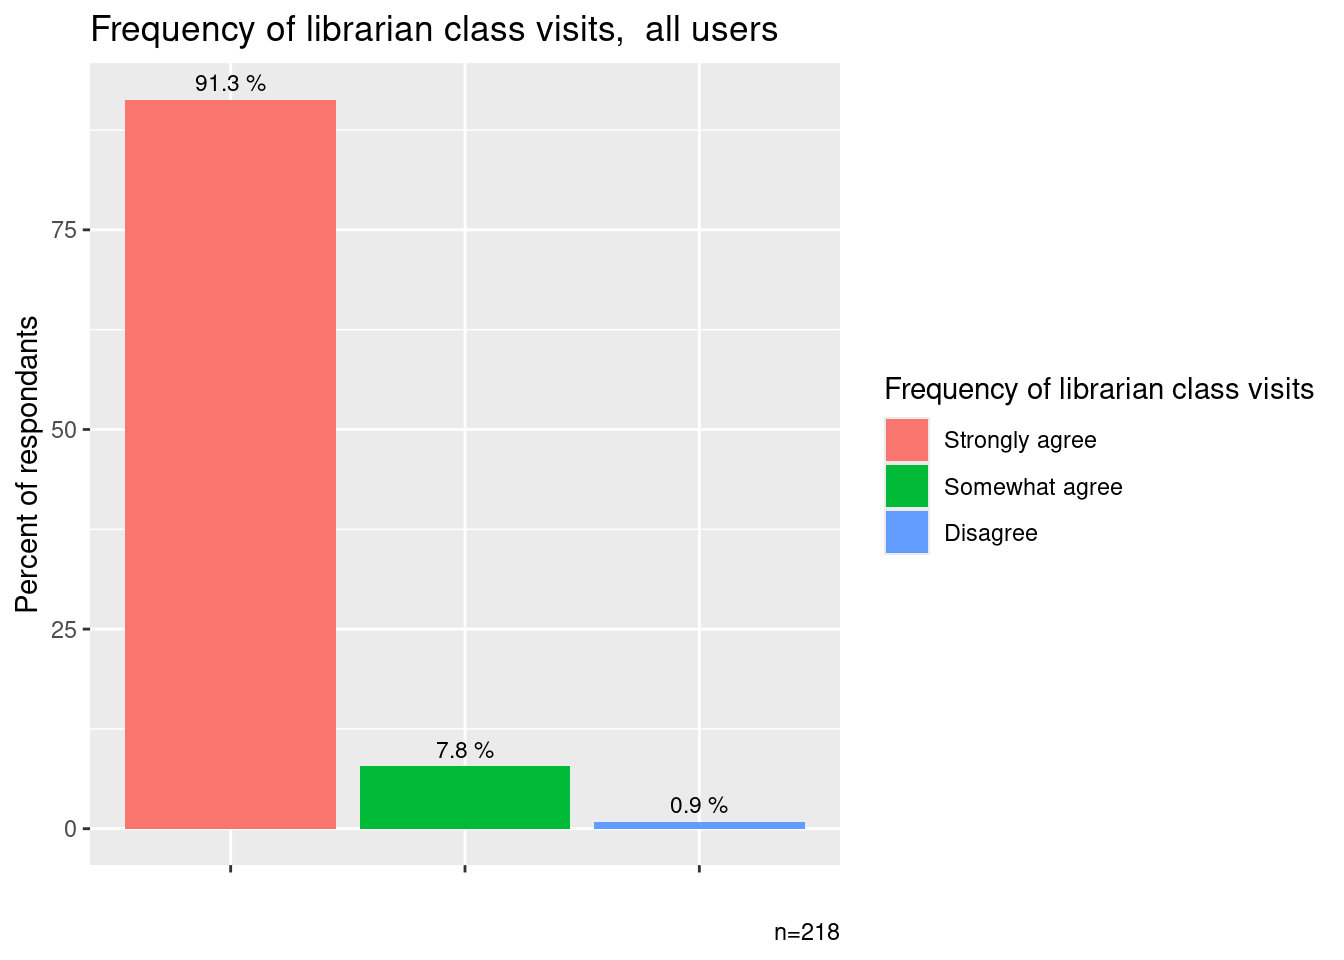 Frequency of librarian class visits,  all users
91.3 %
7.8 %
0.9 %
75
50
25
0
Percent of respondants
Frequency of librarian class visits
Strongly agree
Somewhat agree
Disagree
n=218